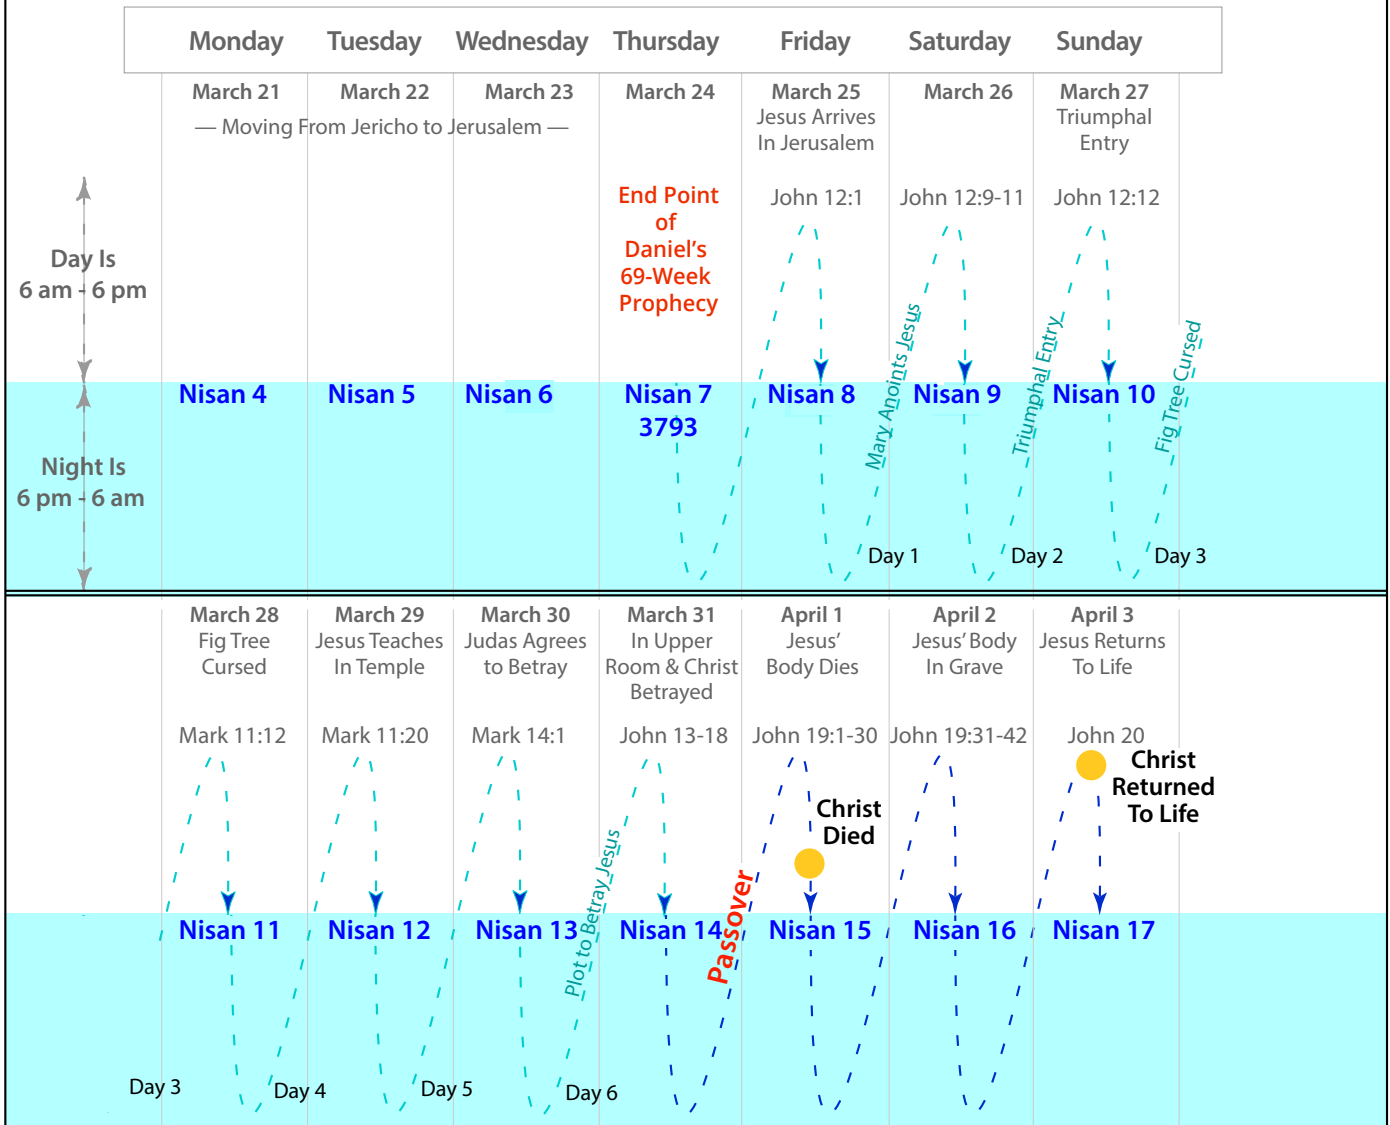 Monday Tuesday Wednesday Thursday Friday Saturday Sunday
March 21 March 22 March 23 March 24 March 25 March 26 March 27
— Moving From Jericho to Jerusalem —
Jesus Arrives
In Jerusalem
Triumphal
Entry
End Point
of
Daniel's
69-Week
Prophecy
John 12:1 John 12:9-11 John 12:12
Day Is
6 am - 6 pm
Mary Anoints Jesus
Triumphal Entry
Fig Tree Cursed
Nisan 4 Nisan 5 Nisan 6 Nisan 7 Nisan 8 Nisan 9 Nisan 10
3793
Night Is
6 pm - 6 am
Day 1 Day 2 Day 3
March 28 March 29 March 30 March 31 April 1 April 2 April 3
Fig Tree
Cursed
Jesus Teaches
In Temple
Judas Agrees
to Betray
In Upper
Room & Christ
Betrayed
Jesus'
Body Dies
Jesus' Body
In Grave
Jesus Returns
To Life
Mark 11:12 Mark 11:20 Mark 14:1 John 13-18 John 19:1-30 John 19:31-42 John 20
Christ
Returned
To Life
Christ
Died
Plot to Betray Jesus
Passover
Nisan 11 Nisan 12 Nisan 13 Nisan 14 Nisan 15 Nisan 16 Nisan 17
Day 3 Day 4 Day 5 Day 6